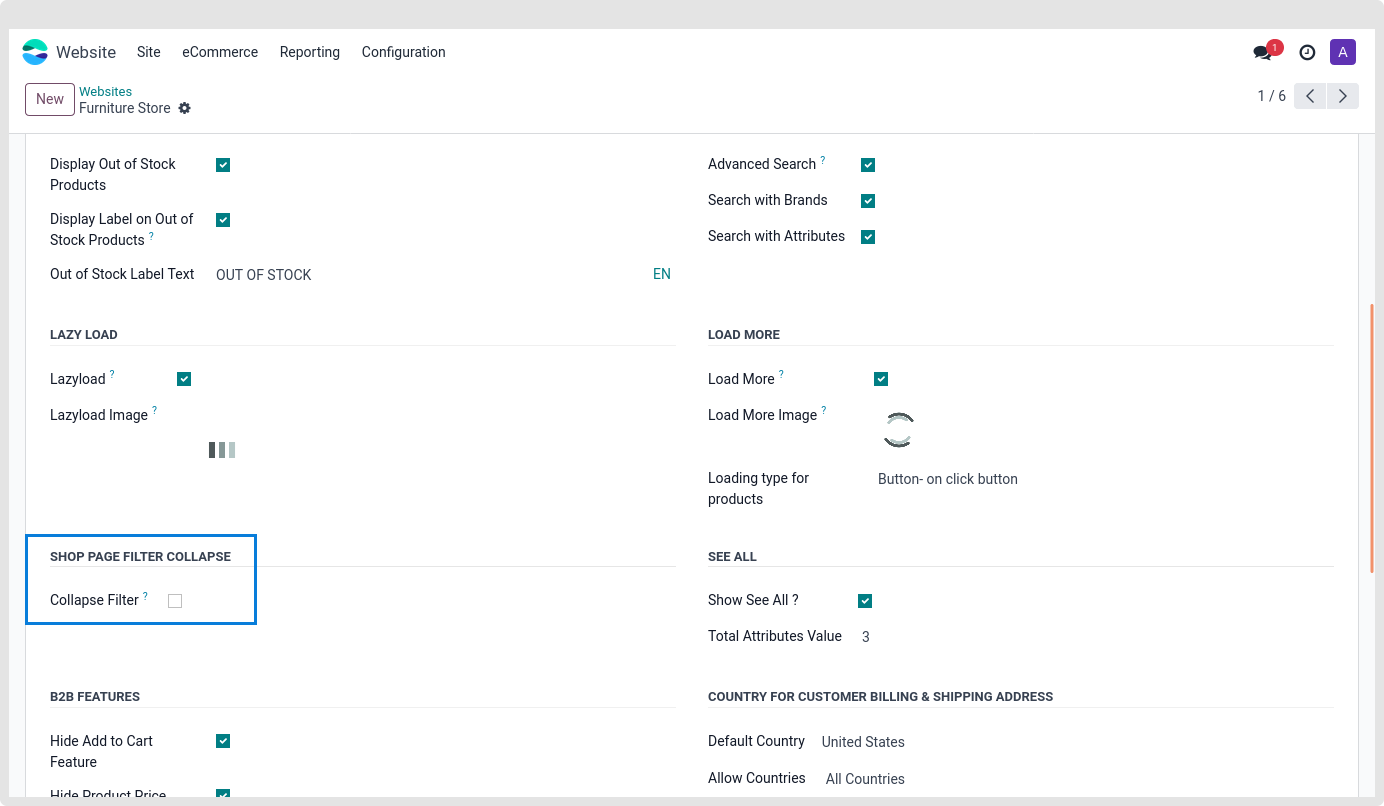 Website Site eCommerce Reporting Configuration 1 A
New Websites
Furniture Store 1 / 6
Display Out of Stock Products
Advanced Search ?
Search with Brands
Display Label on Out of Stock Products ?
Search with Attributes
Out of Stock Label Text OUT OF STOCK EN
LAZY LOAD
LOAD MORE
Lazyload ?
Load More ?
Lazyload Image ?
Load More Image ?
Loading type for products Button- on click button
SHOP PAGE FILTER COLLAPSE
SEE ALL
Collapse Filter ?
Show See All ?
Total Attributes Value 3
B2B FEATURES
COUNTRY FOR CUSTOMER BILLING & SHIPPING ADDRESS
Hide Add to Cart Feature
Default Country United States
Allow Countries All Countries
Hide Product Price